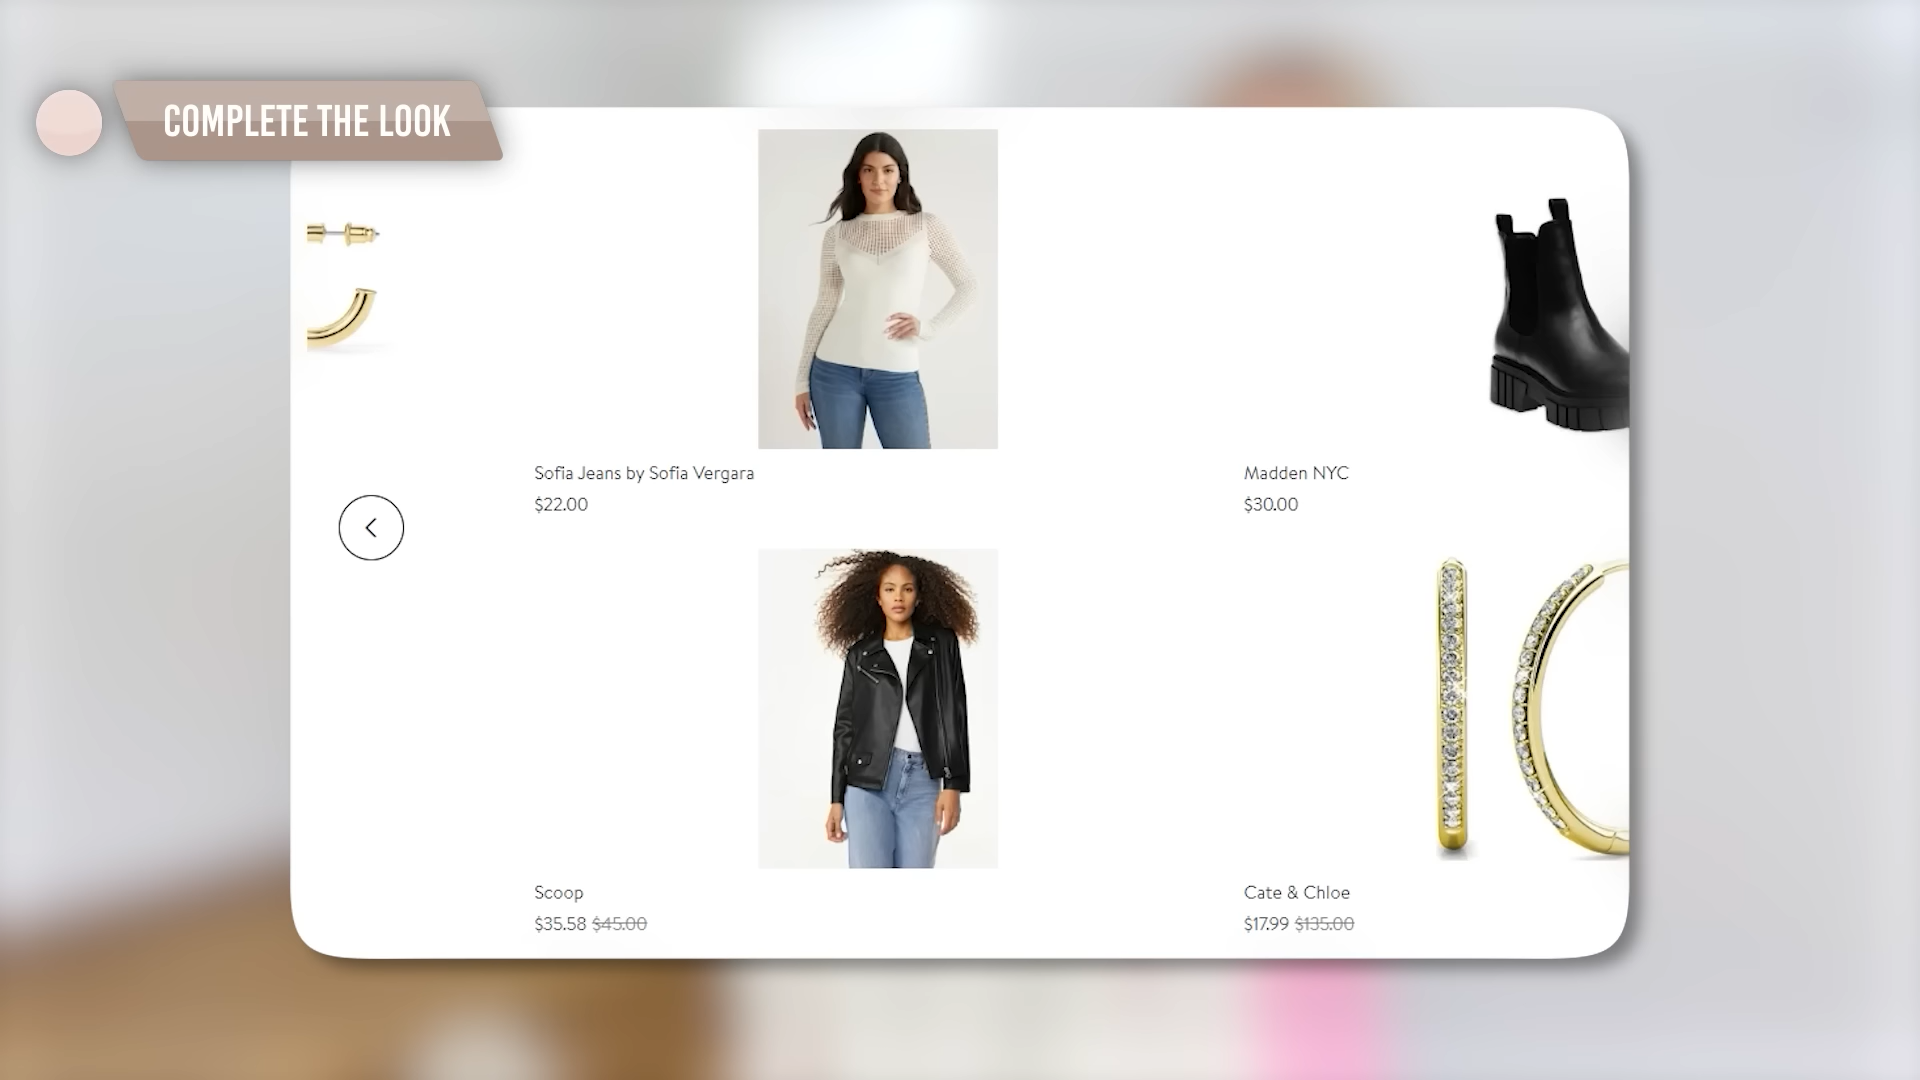 COMPLETE THE LOOK
Sofia Jeans by Sofia Vergara
$22.00
Madden NYC
$30.00
Scoop
$35.58 $45.00
Cate & Chloe
$17.99 $135.00